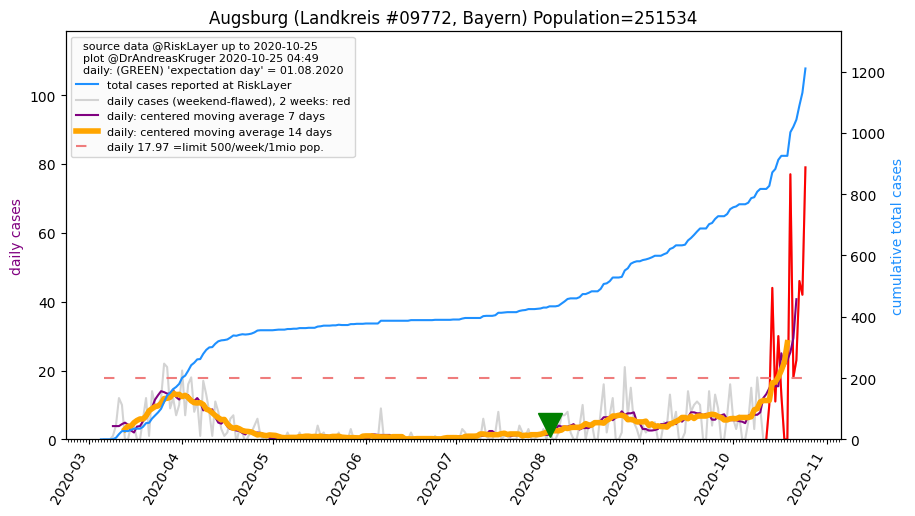 Augsburg (Landkreis #09772, Bayern) Population=251534
source data @RiskLayer up to 2020-10-25
plot @DrAndreasKruger 2020-10-25 04:49
daily: (GREEN) 'expectation day' = 01.08.2020
total cases reported at RiskLayer
daily cases (weekend-flawed), 2 weeks: red
daily: centered moving average 7 days
daily: centered moving average 14 days
daily 17.97 =limit 500/week/1mio pop.
daily cases
100
80
60
40
20
0
cumulative total cases
1200
1000
800
600
400
200
0
2020-03
2020-04
2020-05
2020-06
2020-07
2020-08
2020-09
2020-10
2020-11